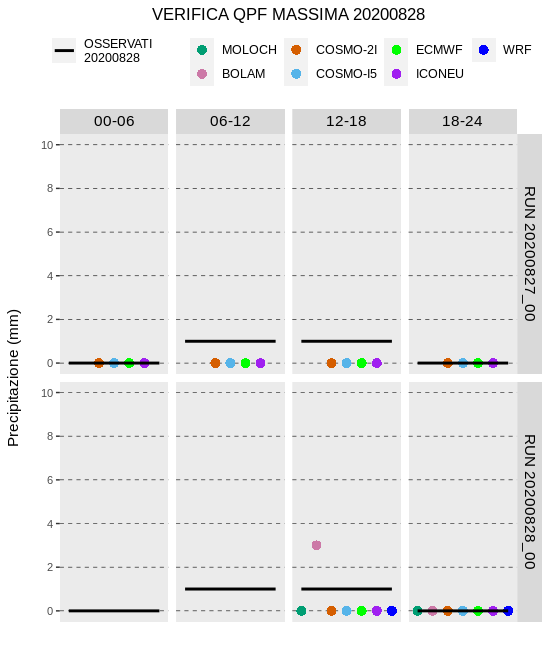 VERIFICA QPF MASSIMA 20200828
OSSERVATI
20200828
MOLOCH
COSMO-2I
ECMWF
WRF
BOLAM
COSMO-I5
ICONEU
00-06
06-12
12-18
18-24
Precipitazione (mm)
10
8
6
4
2
0
RUN 20200827_00
10
8
6
4
2
0
RUN 20200828_00